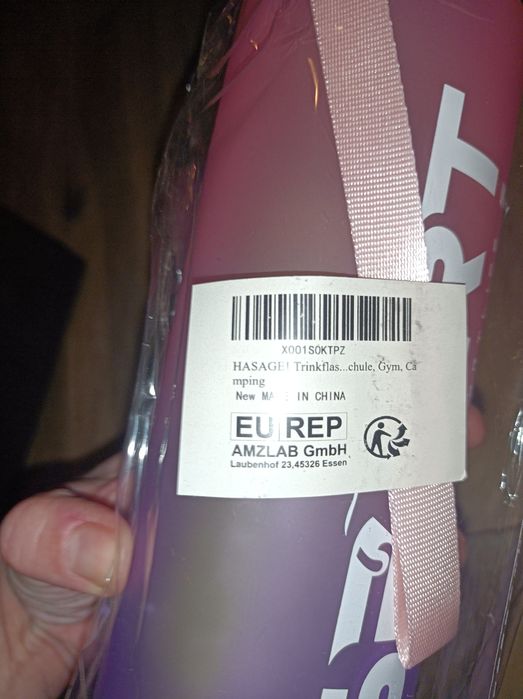 X001S0KTPZ
HASAGEI Trinkflas...chule, Gym, Ca
mping
New MADE IN CHINA
EU REP
AMZLAB GmbH
Laubenhof 23,45326 Essen
RT